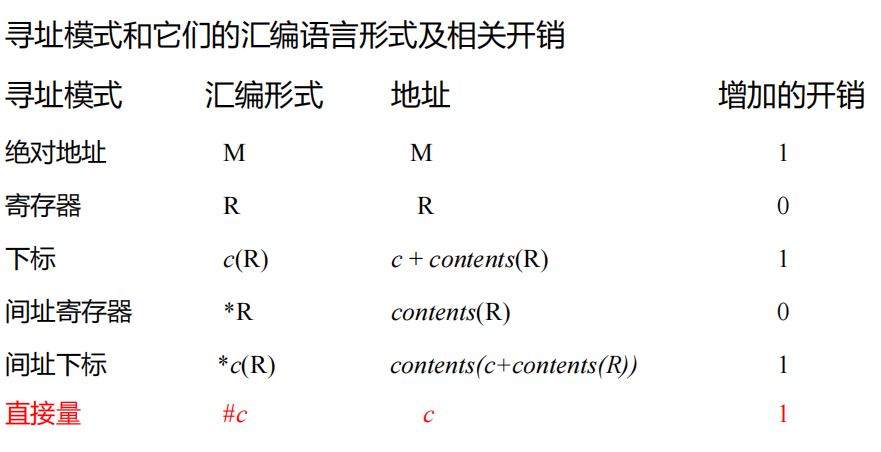 寻址模式和它们的汇编语言形式及相关开销
寻址模式 汇编形式 地址 增加的开销
绝对地址 M M 1
寄存器 R R 0
下标 c(R) c + contents(R) 1
间址寄存器 *R contents(R) 0
间址下标 *c(R) contents(c+contents(R)) 1
直接量 #c c 1